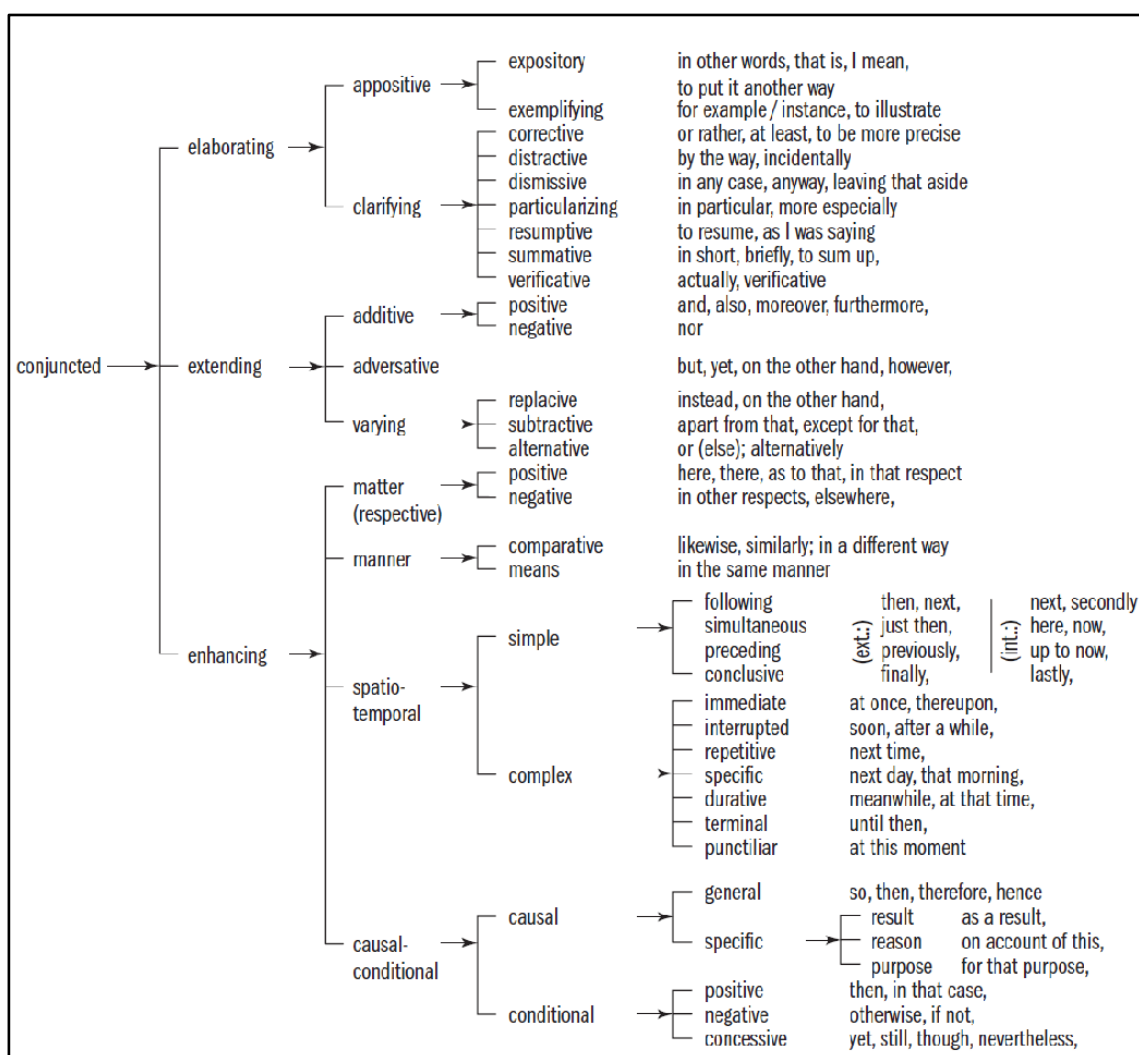 expository in other words, that is, I mean,
appositive to put it another way
exemplifying for example / instance, to illustrate
elaborating corrective or rather, at least, to be more precise
distractive by the way, incidentally
dismissive in any case, anyway, leaving that aside
clarifying particularizing in particular, more especially
resumptive to resume, as I was saying
summative in short, briefly, to sum up,
verificative actually, verificative
additive positive and, also, moreover, furthermore,
negative nor
conjuncted extending adversative but, yet, on the other hand, however,
replacive instead, on the other hand,
varying subtractive apart from that, except for that,
alternative or (else); alternatively
matter positive here, there, as to that, in that respect
(respective) negative in other respects, elsewhere,
manner comparative likewise, similarly; in a different way
means in the same manner
following then, next, next, secondly
simple simultaneous (ext.:) just then, (int.:) here, now,
enhancing preceding previously, up to now,
spatio- conclusive finally, lastly,
temporal immediate at once, thereupon,
interrupted soon, after a while,
repetitive next time,
complex specific next day, that morning,
durative meanwhile, at that time,
terminal until then,
punctiliar at this moment
general so, then, therefore, hence
causal result as a result,
causal- specific reason on account of this,
conditional purpose for that purpose,
positive then, in that case,
conditional negative otherwise, if not,
concessive yet, still, though, nevertheless,